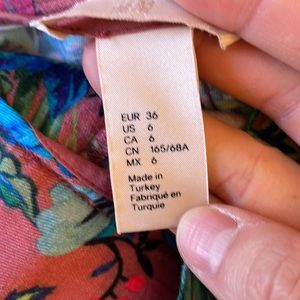 EUR 36
US 6
CA 6
CN 165/68A
MX 6
Made in
Turkey
Fabriqué en
Turquie